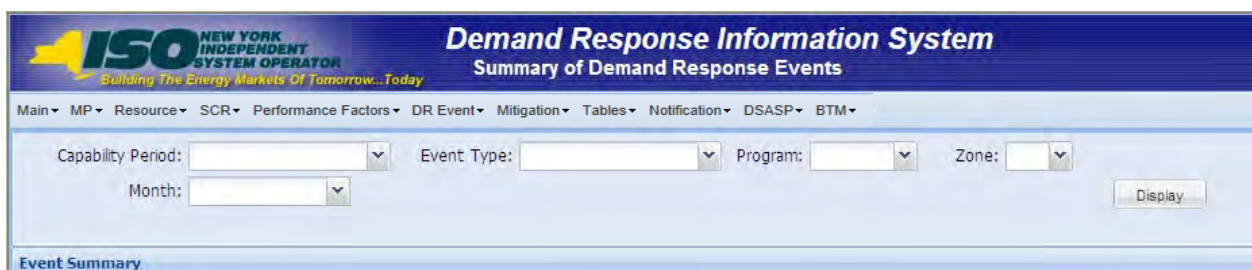 ISO NEW YORK
INDEPENDENT
SYSTEM OPERATOR
Building The Energy Markets Of Tomorrow...Today
Demand Response Information System
Summary of Demand Response Events
Main MP Resource SCR Performance Factors DR Event Mitigation Tables Notification DSASP BTM
Capability Period: Event Type: Program: Zone:
Month:
Display
Event Summary